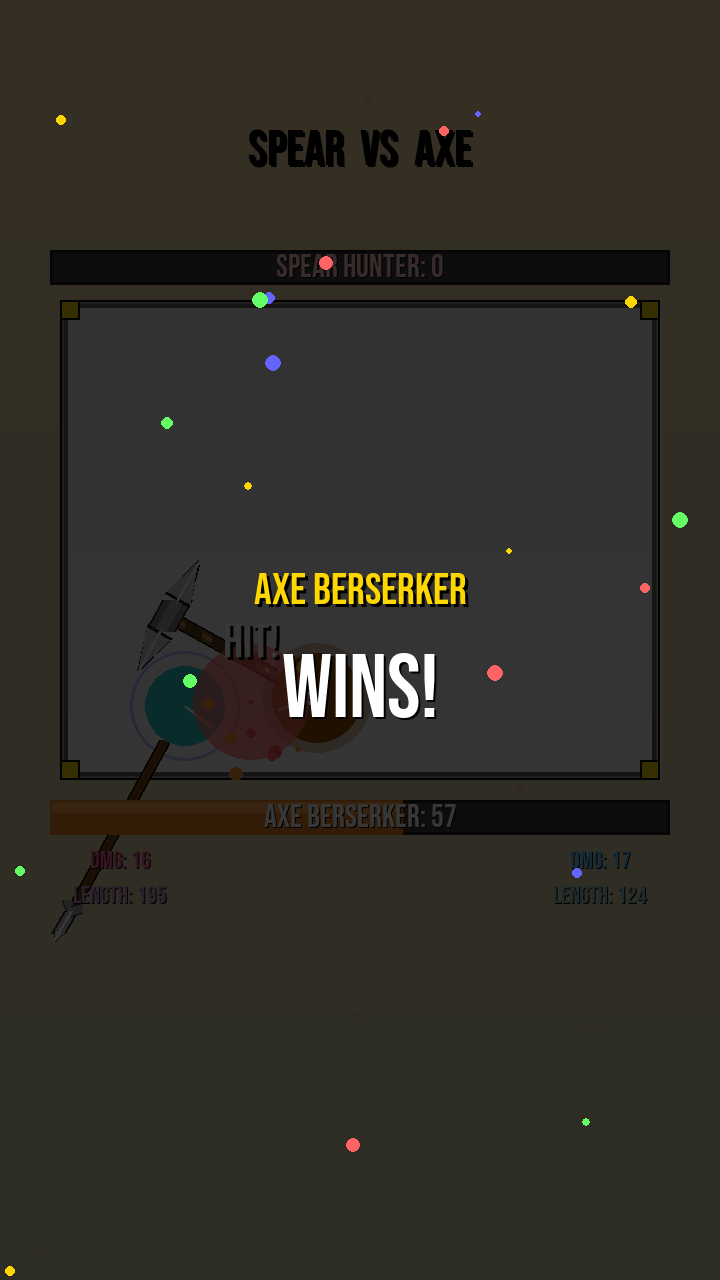 SPEAR VS AXE
SPEAR HUNTER: 0
AXE BERSERKER
HIT!
WINS!
AXE BERSERKER: 57
DMG: 16
DMG: 17
LENGTH: 195
LENGTH: 124